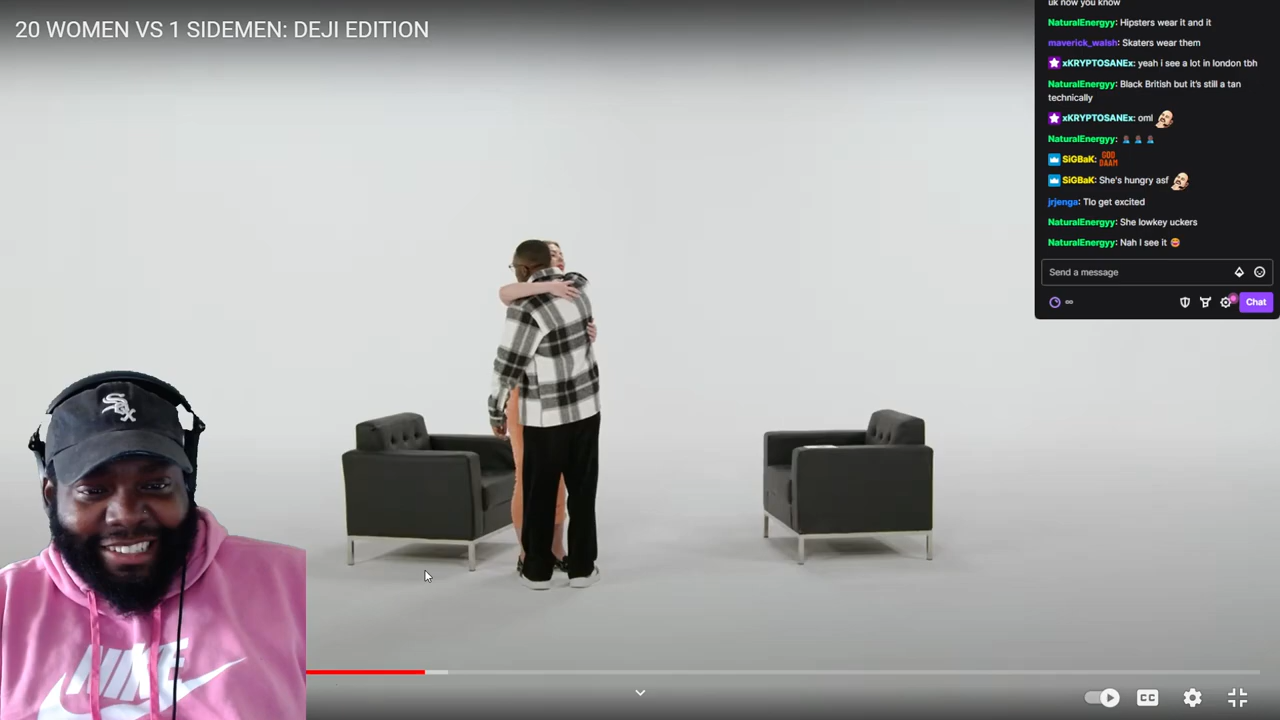 20 WOMEN VS 1 SIDEMEN: DEJI EDITION
uk now you know
NaturalEnergyy: Hipsters wear it and it
maverick_walsh: Skaters wear them
xKRYPTOSANEx: yeah i see a lot in london tbh
NaturalEnergyy: Black British but it's still a tan
technically
xKRYPTOSANEx: oml
NaturalEnergyy:
SiGBaK: GOD
DAAM
SiGBaK: She's hungry asf
jrjenga: Tlo get excited
NaturalEnergyy: She lowkey uckers
NaturalEnergyy: Nah I see it
Send a message
Chat
SOX
NIKE
CC